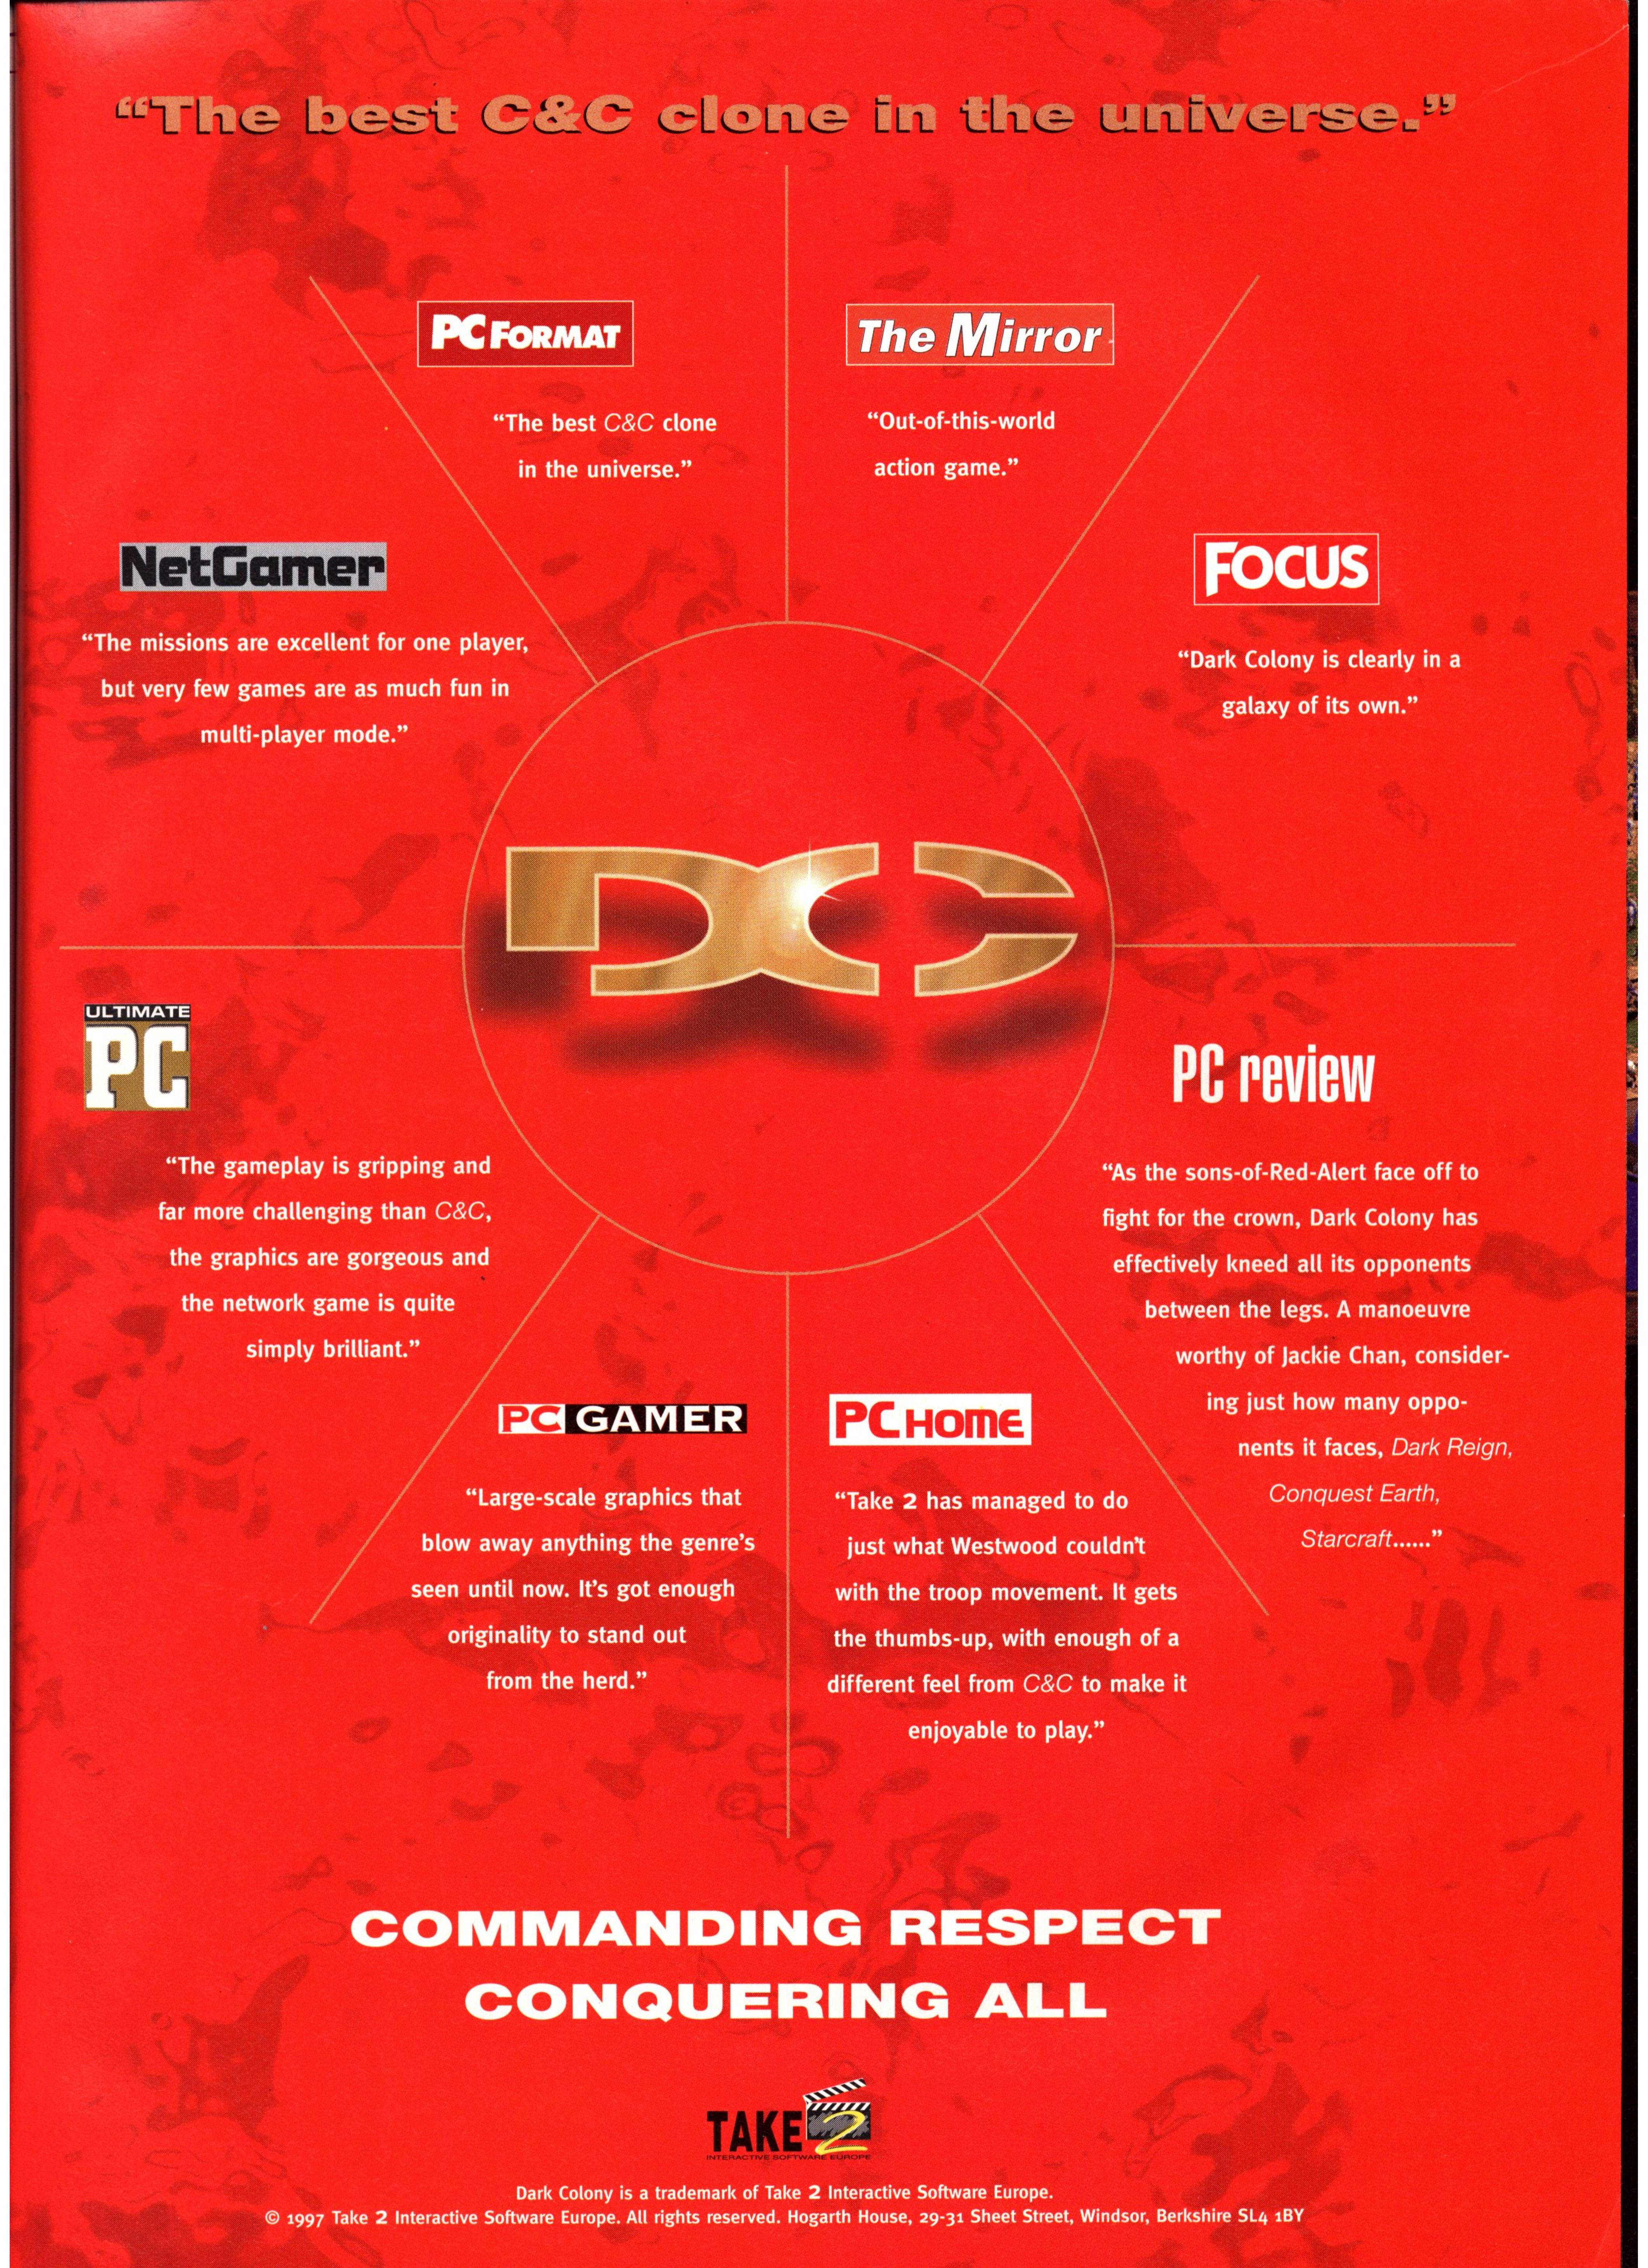 “The best C&C clone in the universe.”
PC FORMAT
“The best C&C clone
in the universe.”
The Mirror
“Out-of-this-world
action game.”
NetGamer
“The missions are excellent for one player,
but very few games are as much fun in
multi-player mode.”
FOCUS
“Dark Colony is clearly in a
galaxy of its own.”
DC
ULTIMATE
PC
“The gameplay is gripping and
far more challenging than C&C,
the graphics are gorgeous and
the network game is quite
simply brilliant.”
PC review
“As the sons-of-Red-Alert face off to
fight for the crown, Dark Colony has
effectively kneed all its opponents
between the legs. A manoeuvre
worthy of Jackie Chan, consider-
ing just how many oppo-
nents it faces, Dark Reign,
Conquest Earth,
Starcraft......”
PC GAMER
“Large-scale graphics that
blow away anything the genre’s
seen until now. It’s got enough
originality to stand out
from the herd.”
PC HOME
“Take 2 has managed to do
just what Westwood couldn’t
with the troop movement. It gets
the thumbs-up, with enough of a
different feel from C&C to make it
enjoyable to play.”
COMMANDING RESPECT
CONQUERING ALL
TAKE 2
INTERACTIVE SOFTWARE EUROPE
Dark Colony is a trademark of Take 2 Interactive Software Europe.
© 1997 Take 2 Interactive Software Europe. All rights reserved. Hogarth House, 29-31 Sheet Street, Windsor, Berkshire SL4 1BY